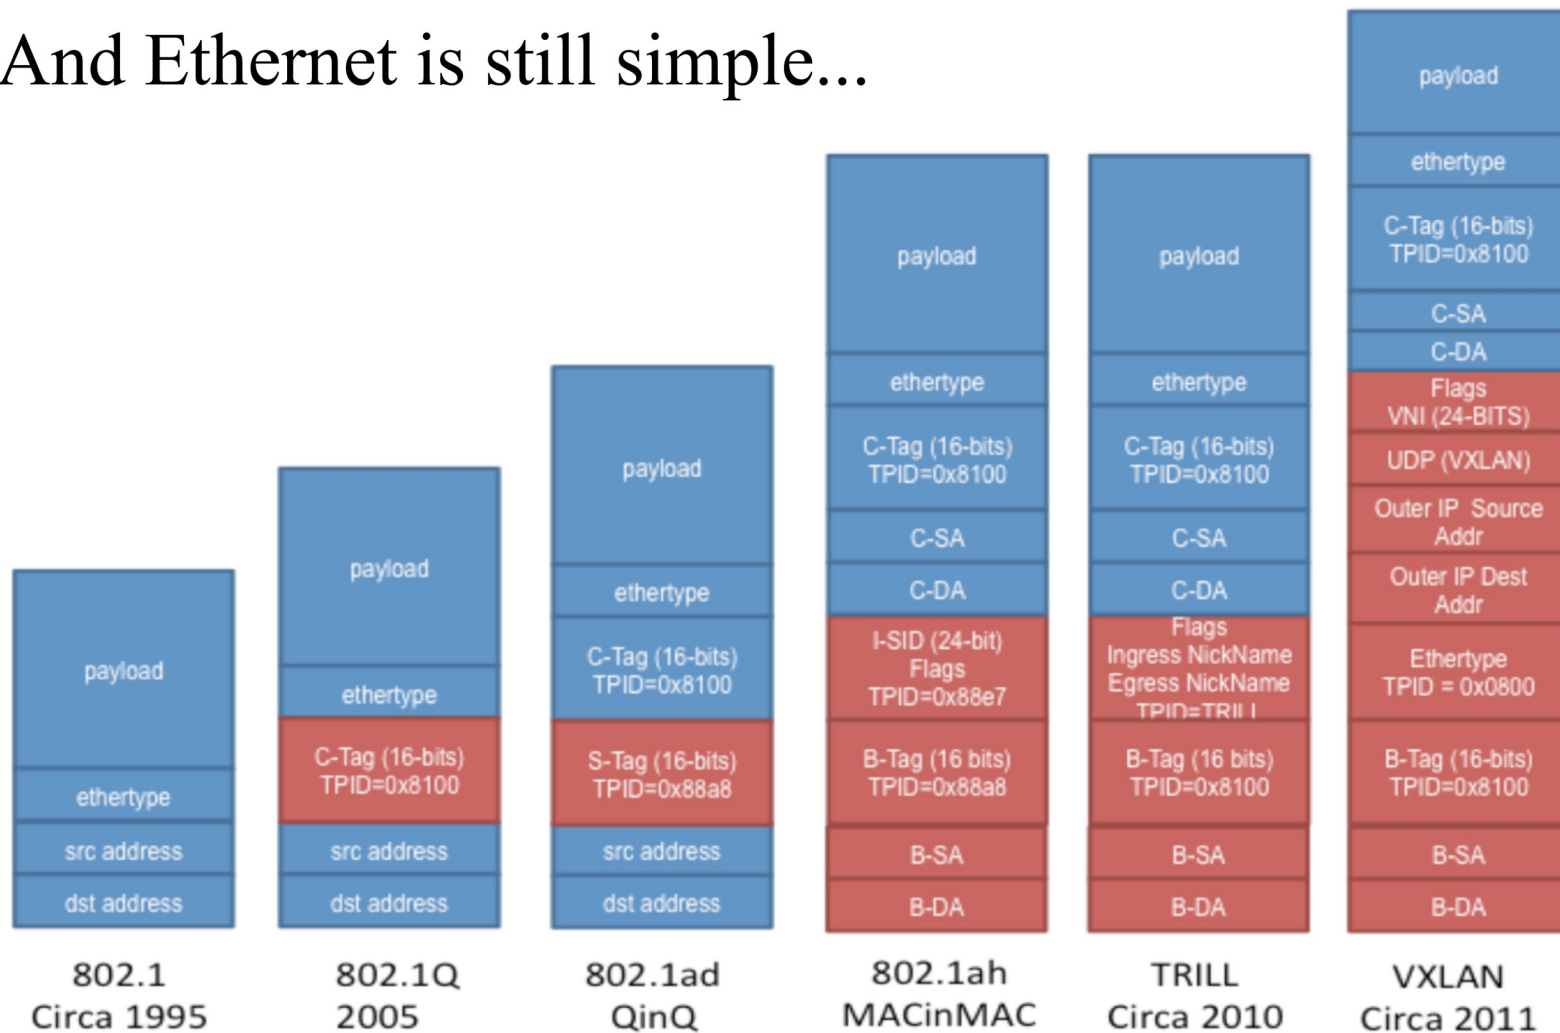 And Ethernet is still simple...
payload
ethertype
src address
dst address
802.1
Circa 1995
payload
ethertype
C-Tag (16-bits)
TPID=0x8100
src address
dst address
802.1Q
2005
payload
ethertype
C-Tag (16-bits)
TPID=0x8100
S-Tag (16-bits)
TPID=0x88a8
src address
dst address
802.1ad
QinQ
payload
ethertype
C-Tag (16-bits)
TPID=0x8100
C-SA
C-DA
I-SID (24-bit)
Flags
TPID=0x88e7
B-Tag (16 bits)
TPID=0x88a8
B-SA
B-DA
802.1ah
MACinMAC
payload
ethertype
C-Tag (16-bits)
TPID=0x8100
C-SA
C-DA
Flags
Ingress NickName
Egress NickName
TPID=TRILL
B-Tag (16 bits)
TPID=0x8100
B-SA
B-DA
TRILL
Circa 2010
payload
ethertype
C-Tag (16-bits)
TPID=0x8100
C-SA
C-DA
Flags
VNI (24-BITS)
UDP (VXLAN)
Outer IP Source
Addr
Outer IP Dest
Addr
Ethertype
TPID = 0x0800
B-Tag (16-bits)
TPID=0x8100
B-SA
B-DA
VXLAN
Circa 2011